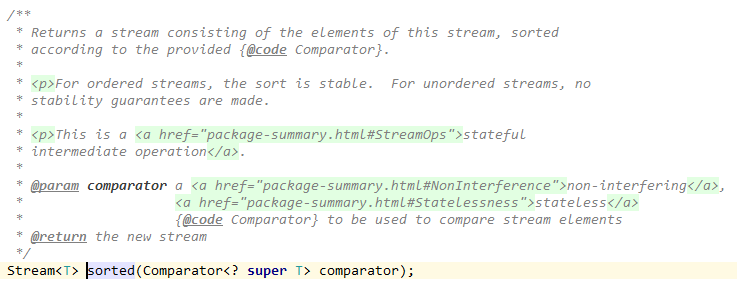 /**
 * Returns a stream consisting of the elements of this stream, sorted
 * according to the provided {@code Comparator}.
 *
 * <p>For ordered streams, the sort is stable.  For unordered streams, no
 * stability guarantees are made.
 *
 * <p>This is a <a href="package-summary.html#StreamOps">stateful
 * intermediate operation</a>.
 *
 * @param comparator a <a href="package-summary.html#NonInterference">non-interfering</a>,
 *                   <a href="package-summary.html#Statelessness">stateless</a>
 *                   {@code Comparator} to be used to compare stream elements
 * @return the new stream
 */
Stream<T> sorted(Comparator<? super T> comparator);